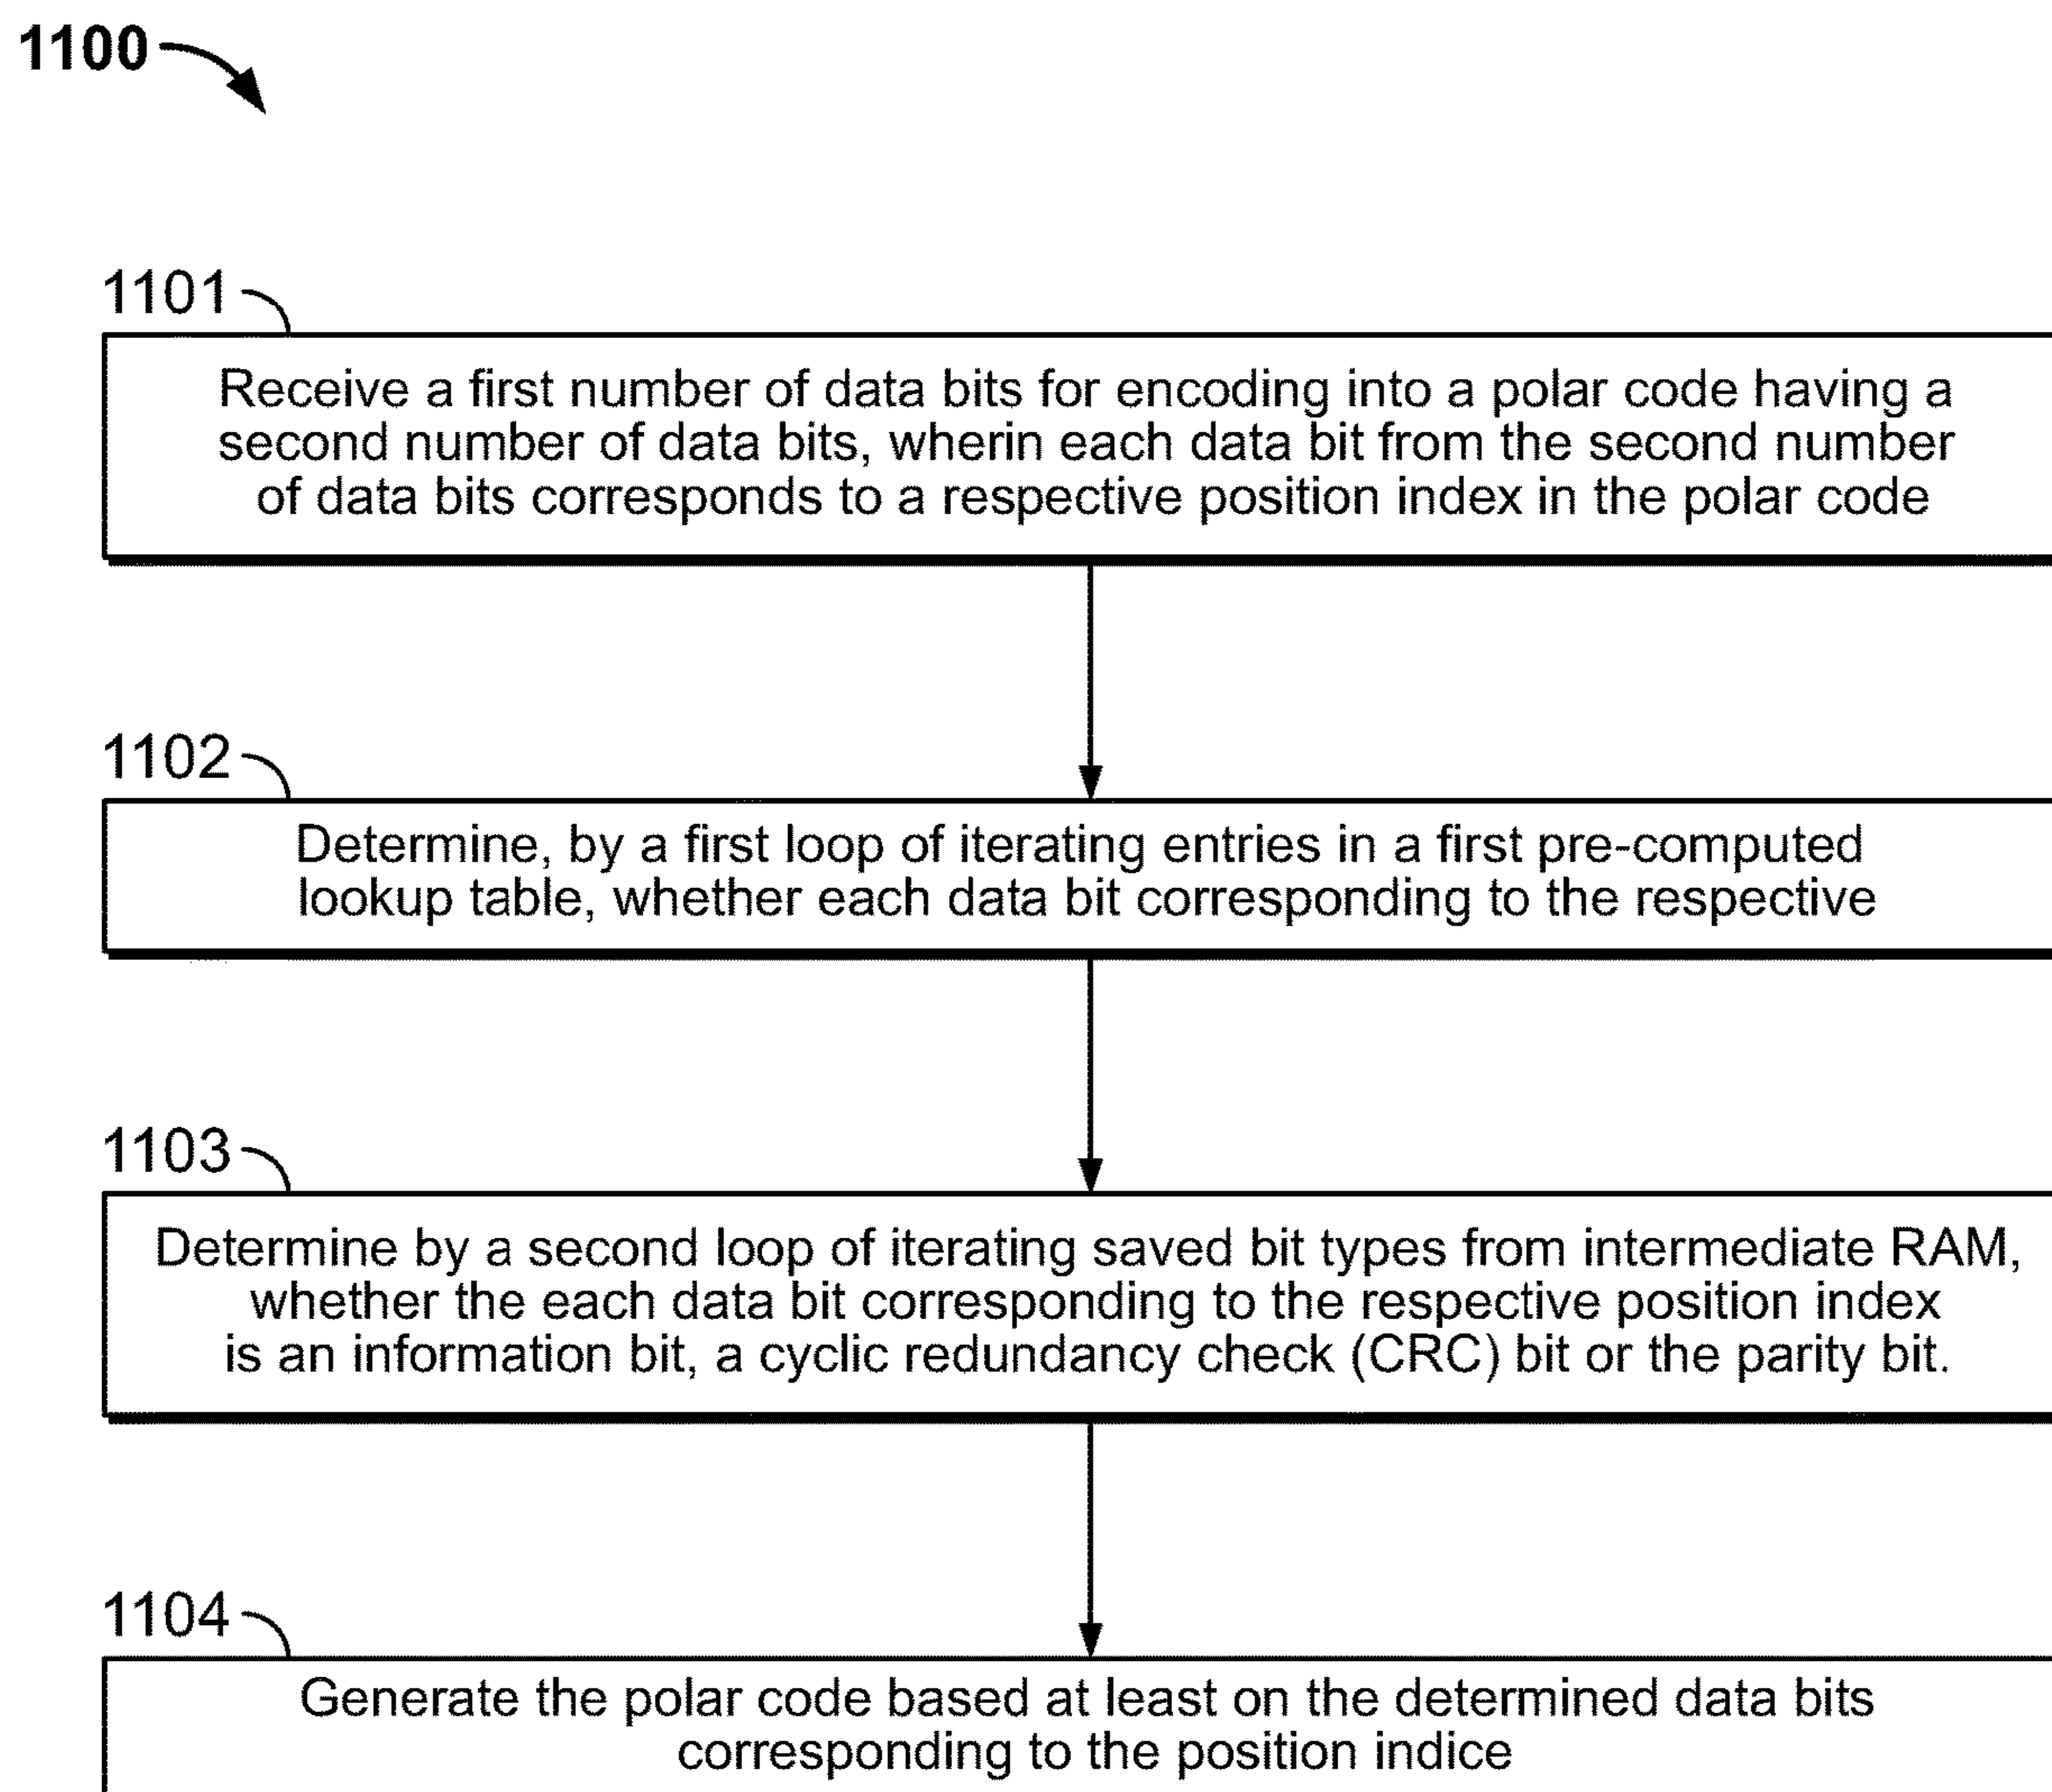 1100
1101
Receive a first number of data bits for encoding into a polar code having a
second number of data bits, wherin each data bit from the second number
of data bits corresponds to a respective position index in the polar code
1102
Determine, by a first loop of iterating entries in a first pre-computed
lookup table, whether each data bit corresponding to the respective
1103
Determine by a second loop of iterating saved bit types from intermediate RAM,
whether the each data bit corresponding to the respective position index
is an information bit, a cyclic redundancy check (CRC) bit or the parity bit.
1104
Generate the polar code based at least on the determined data bits
corresponding to the position indice